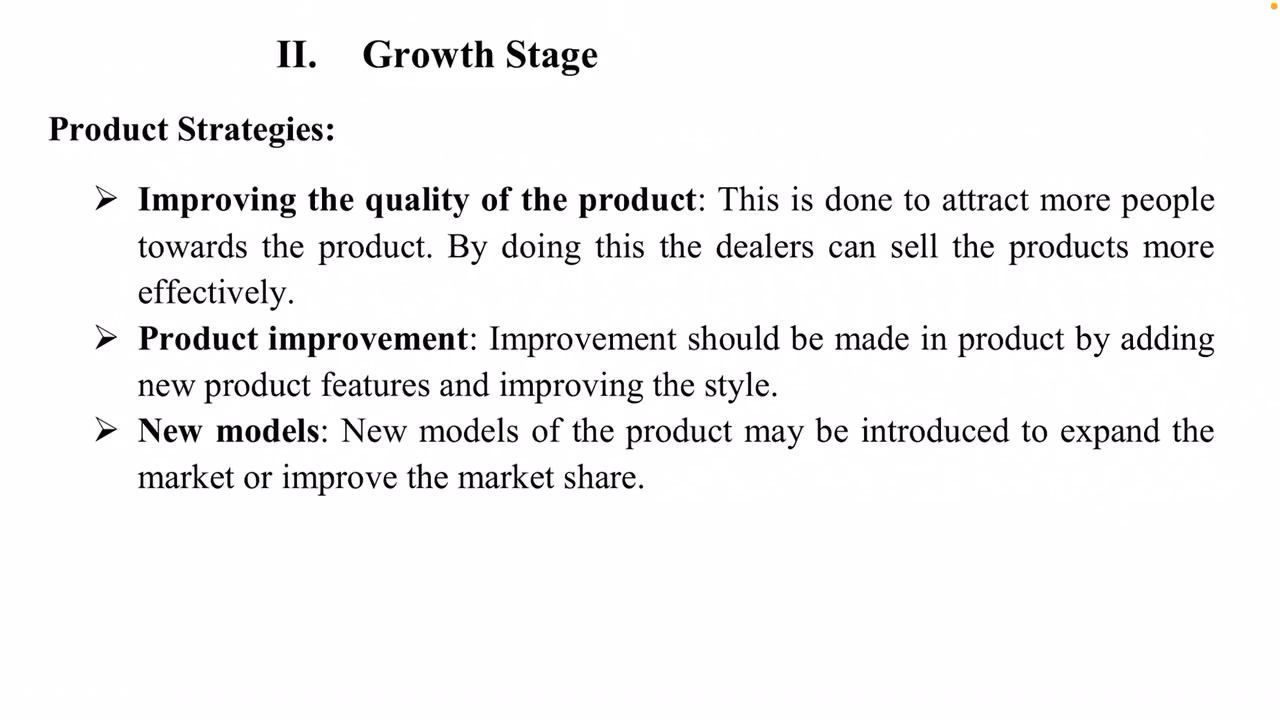 II. Growth Stage
Product Strategies:
➢ Improving the quality of the product: This is done to attract more people
towards the product. By doing this the dealers can sell the products more
effectively.
➢ Product improvement: Improvement should be made in product by adding
new product features and improving the style.
➢ New models: New models of the product may be introduced to expand the
market or improve the market share.